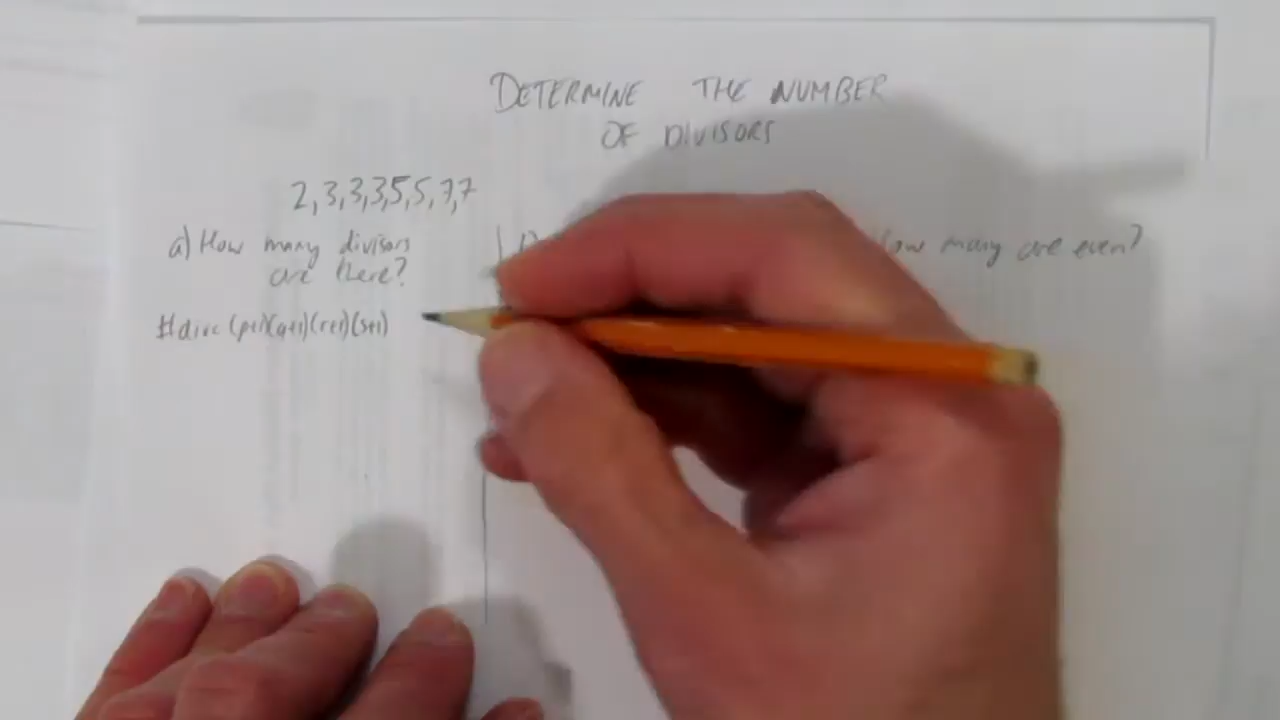 DETERMINE THE NUMBER
OF DIVISORS
2,3,3,3,5,5,7,7
a) How many divisors
are there?
How many are even?
#div=(p+1)(q+1)(r+1)(s+1)